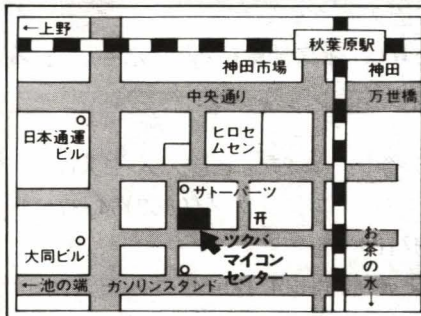 ←上野
秋葉原駅
神田市場
神田
中央通り
万世橋
日本通運
ビル
ヒロセ
ムセン
サトーパーツ
大同ビル
ツクバ
マイコン
センター
お茶の水→
←池の端
ガソリンスタンド